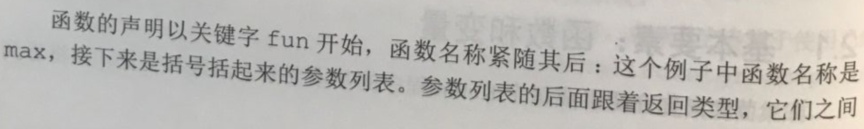 函数的声明以关键字 fun 开始，函数名称紧随其后：这个例子中函数名称是
max，接下来是括号括起来的参数列表。参数列表的后面跟着返回类型，它们之间